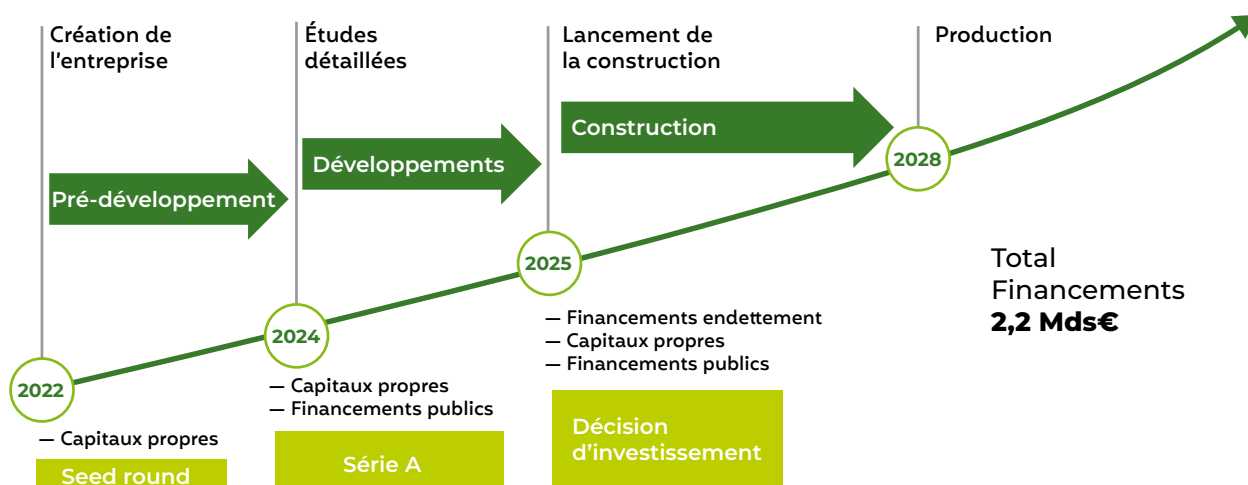 Création de
l'entreprise
Études
détaillées
Lancement de
la construction
Production
Pré-développement
Développements
Construction
2022
2024
2025
2028
— Capitaux propres
Seed round
— Capitaux propres
— Financements publics
Série A
— Financements endettement
— Capitaux propres
— Financements publics
Décision
d'investissement
Total
Financements
2,2 Mds€